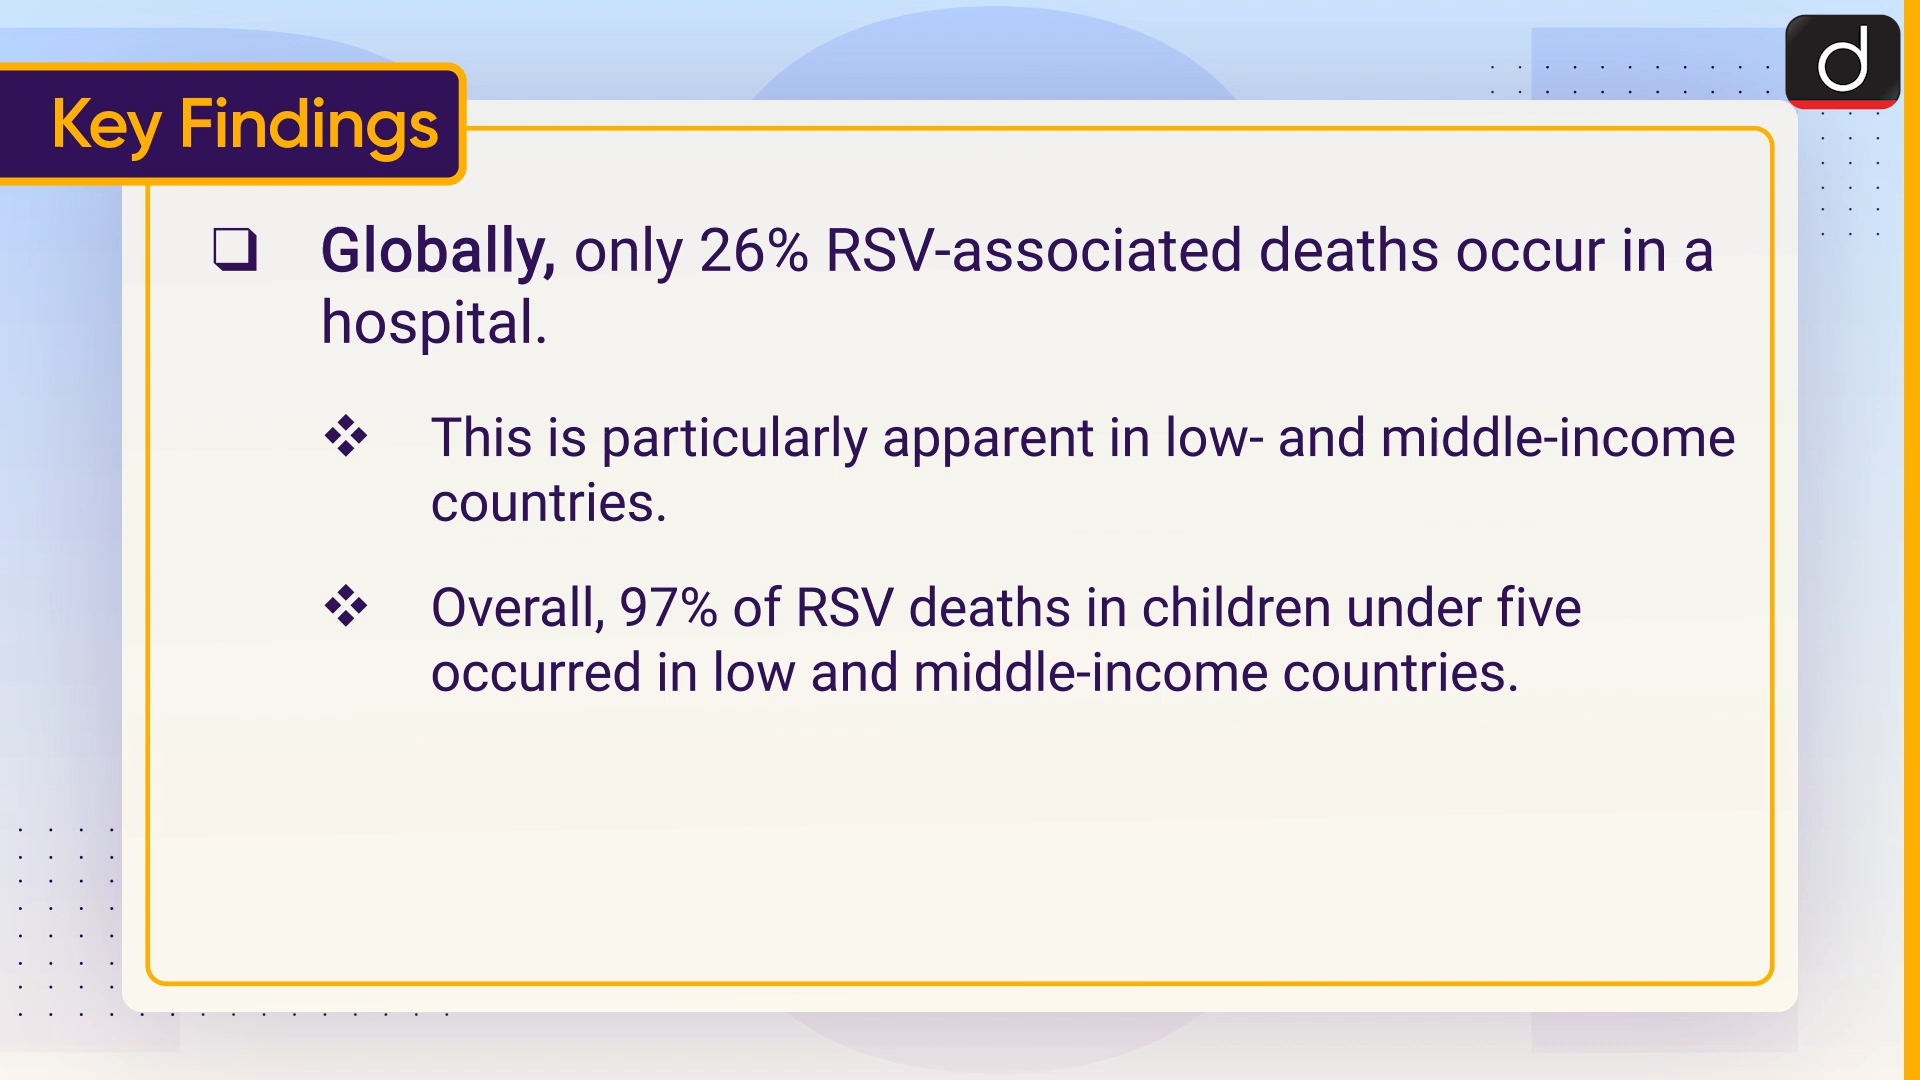 Key Findings
d
❑ Globally, only 26% RSV-associated deaths occur in a
hospital.
❖ This is particularly apparent in low- and middle-income
countries.
❖ Overall, 97% of RSV deaths in children under five
occurred in low and middle-income countries.